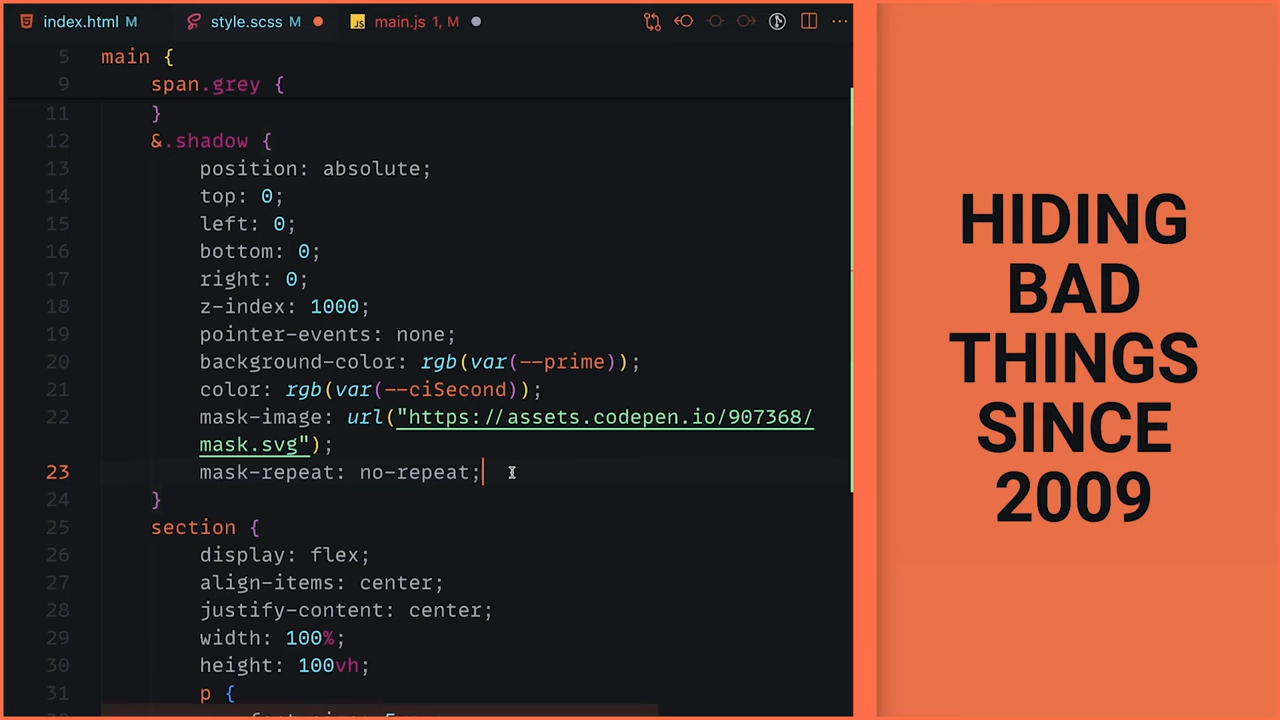 index.html M style.scss M main.js 1, M
5 main {
9 span.grey {
11 }
12 &.shadow {
13 position: absolute;
14 top: 0;
15 left: 0;
16 bottom: 0;
17 right: 0;
18 z-index: 1000;
19 pointer-events: none;
20 background-color: rgb(var(--prime));
21 color: rgb(var(--ciSecond));
22 mask-image: url("https://assets.codepen.io/907368/
mask.svg");
23 mask-repeat: no-repeat;
24 }
25 section {
26 display: flex;
27 align-items: center;
28 justify-content: center;
29 width: 100%;
30 height: 100vh;
31 p {
HIDING
BAD
THINGS
SINCE
2009